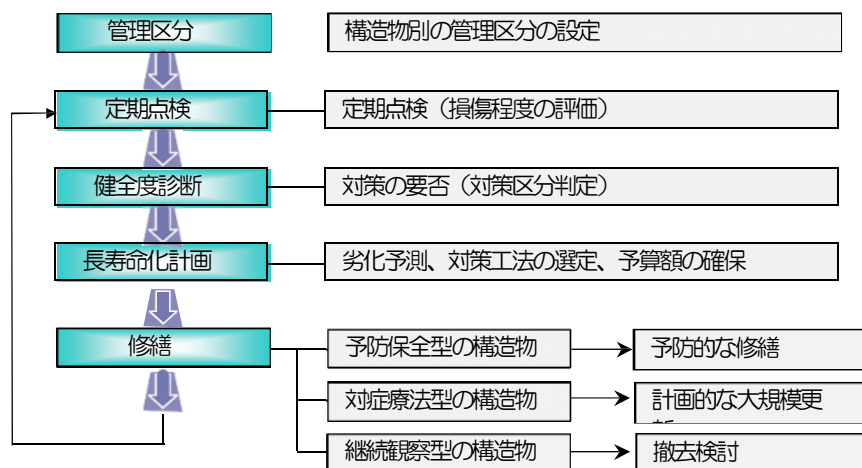 管理区分
構造物別の管理区分の設定
定期点検
定期点検（損傷程度の評価）
健全度診断
対策の要否（対策区分判定）
長寿命化計画
劣化予測、対策工法の選定、予算額の確保
修繕
予防保全型の構造物
予防的な修繕
対症療法型の構造物
計画的な大規模更
継続観察型の構造物
撤去検討